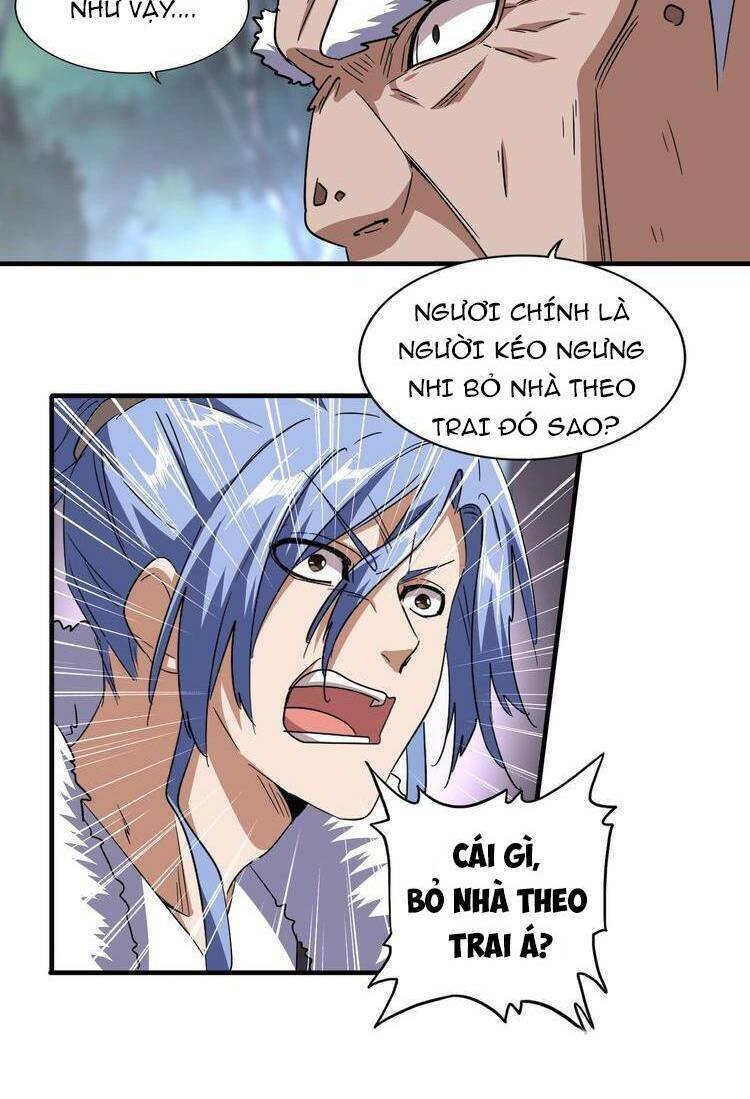 NHƯ VẬY....
NGƯƠI CHÍNH LÀ
NGƯỜI KÉO NGƯNG
NHI BỎ NHÀ THEO
TRAI ĐÓ SAO?
CÁI GÌ,
BỎ NHÀ THEO
TRAI Á?